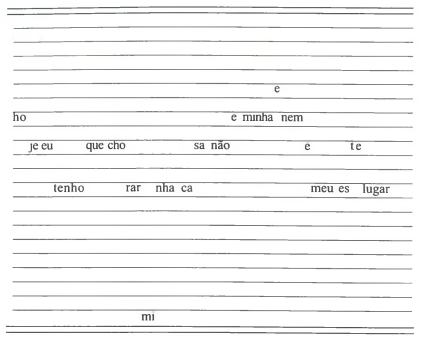 e
ho e minha nem
je eu que cho sa não e te
tenho rar nha ca meu es lugar
mi